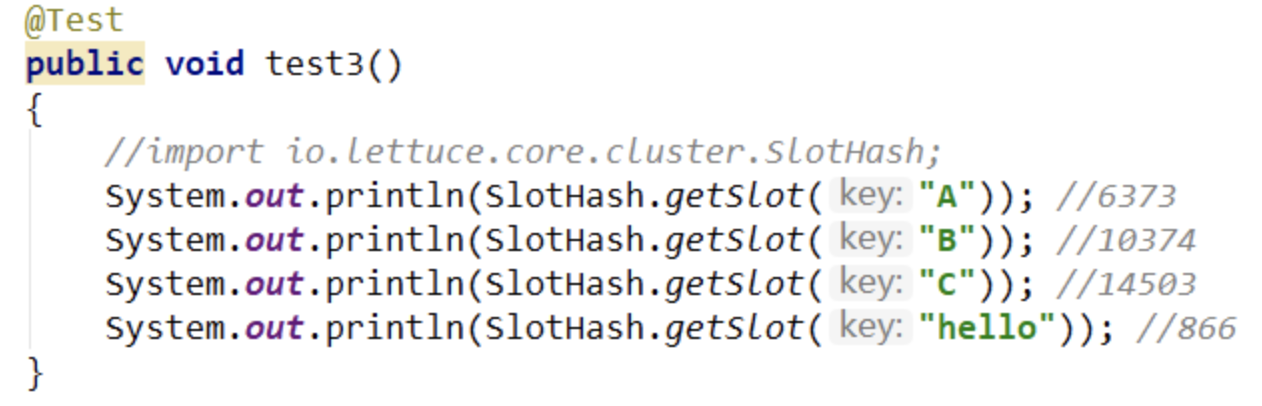 @Test
public void test3()
{
//import io.lettuce.core.cluster.SlotHash;
System.out.println(SlotHash.getSlot( key: "A")); //6373
System.out.println(SlotHash.getSlot( key: "B")); //10374
System.out.println(SlotHash.getSlot( key: "C")); //14503
System.out.println(SlotHash.getSlot( key: "hello")); //866
}